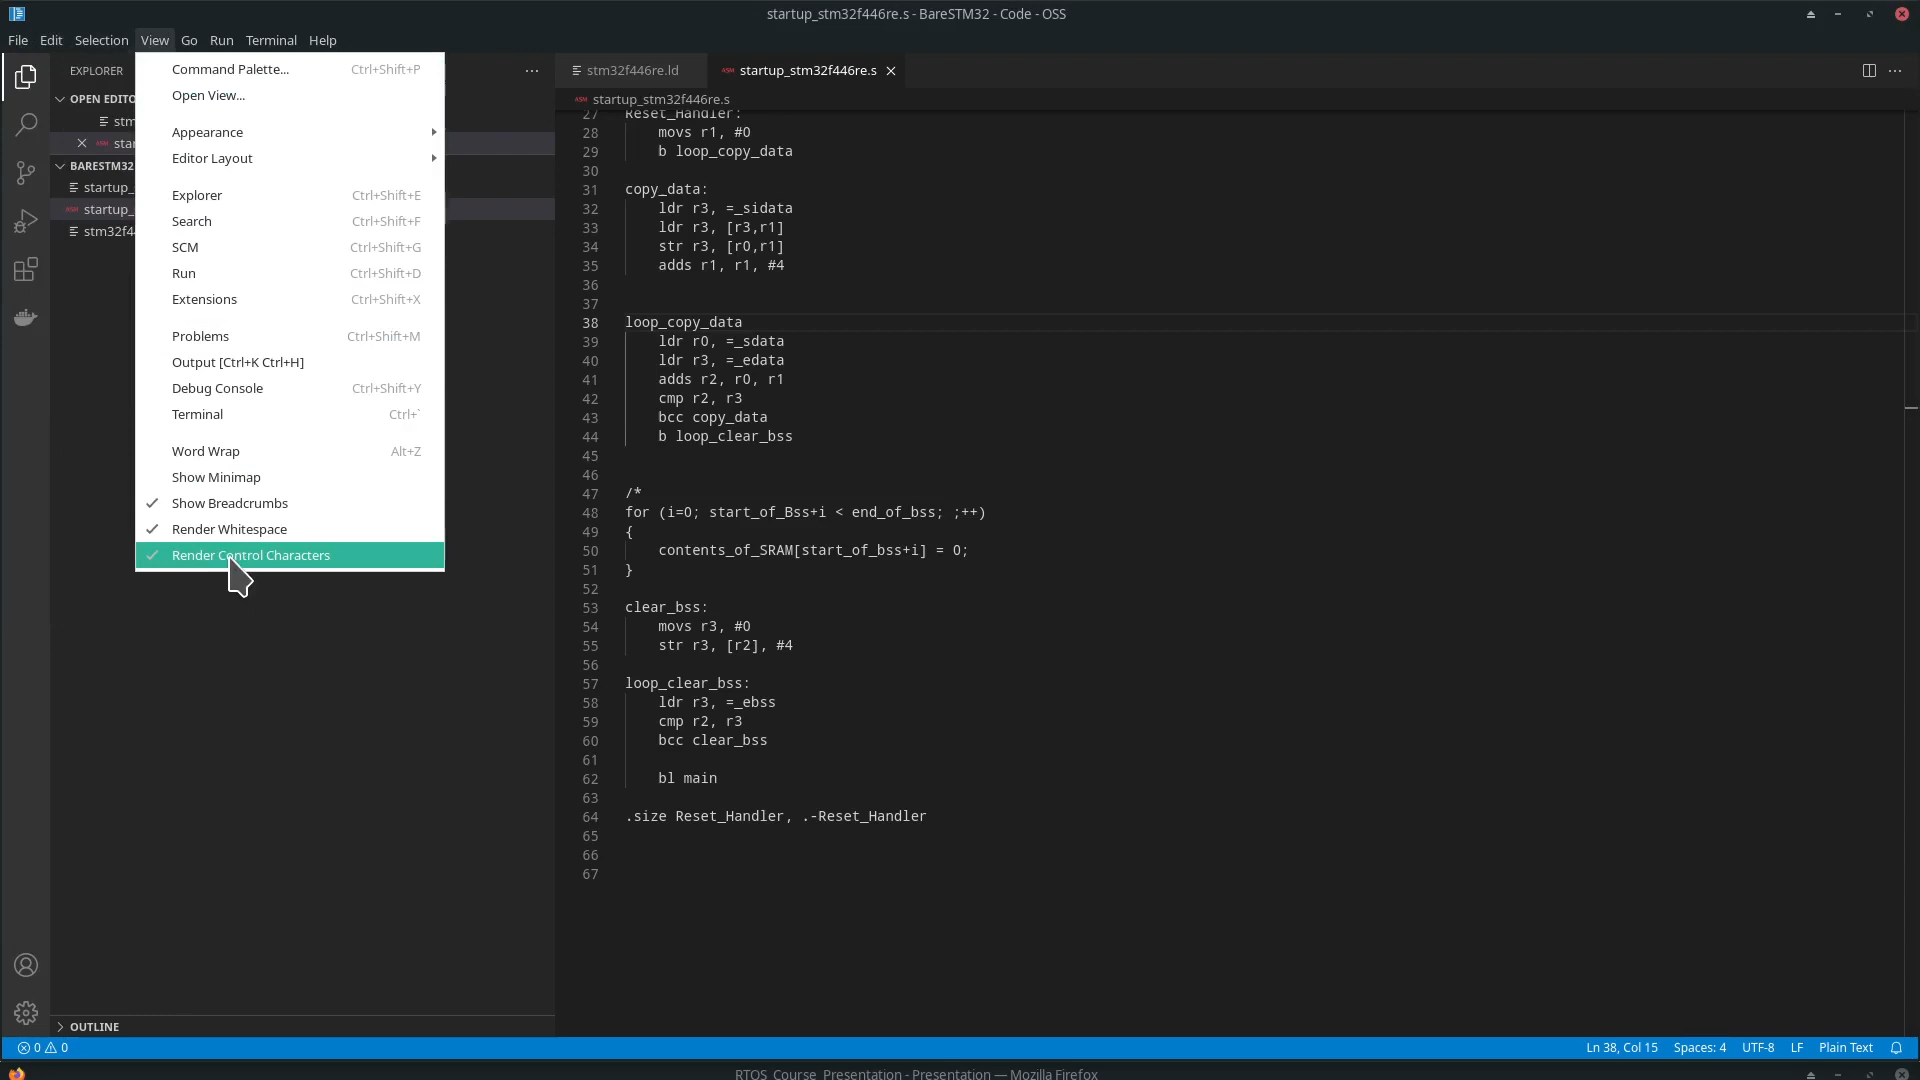 startup_stm32f446re.s - BareSTM32 - Code - OSS
File Edit Selection View Go Run Terminal Help
EXPLORER
OPEN EDITO
stm
star
BARESTM32
startup_
startup_
stm32f4
Command Palette... Ctrl+Shift+P
Open View...
Appearance
Editor Layout
Explorer Ctrl+Shift+E
Search Ctrl+Shift+F
SCM Ctrl+Shift+G
Run Ctrl+Shift+D
Extensions Ctrl+Shift+X
Problems Ctrl+Shift+M
Output [Ctrl+K Ctrl+H]
Debug Console Ctrl+Shift+Y
Terminal Ctrl+`
Word Wrap Alt+Z
Show Minimap
Show Breadcrumbs
Render Whitespace
Render Control Characters
OUTLINE
stm32f446re.ld startup_stm32f446re.s
startup_stm32f446re.s
27 Reset_Handler:
28 movs r1, #0
29 b loop_copy_data
30
31 copy_data:
32 ldr r3, =_sidata
33 ldr r3, [r3,r1]
34 str r3, [r0,r1]
35 adds r1, r1, #4
36
37
38 loop_copy_data
39 ldr r0, =_sdata
40 ldr r3, =_edata
41 adds r2, r0, r1
42 cmp r2, r3
43 bcc copy_data
44 b loop_clear_bss
45
46
47 /*
48 for (i=0; start_of_Bss+i < end_of_bss; ;++)
49 {
50 contents_of_SRAM[start_of_bss+i] = 0;
51 }
52
53 clear_bss:
54 movs r3, #0
55 str r3, [r2], #4
56
57 loop_clear_bss:
58 ldr r3, =_ebss
59 cmp r2, r3
60 bcc clear_bss
61
62 bl main
63
64 .size Reset_Handler, .-Reset_Handler
65
66
67
0 0 Ln 38, Col 15 Spaces: 4 UTF-8 LF Plain Text
RTOS_Course_Presentation - Presentation — Mozilla Firefox